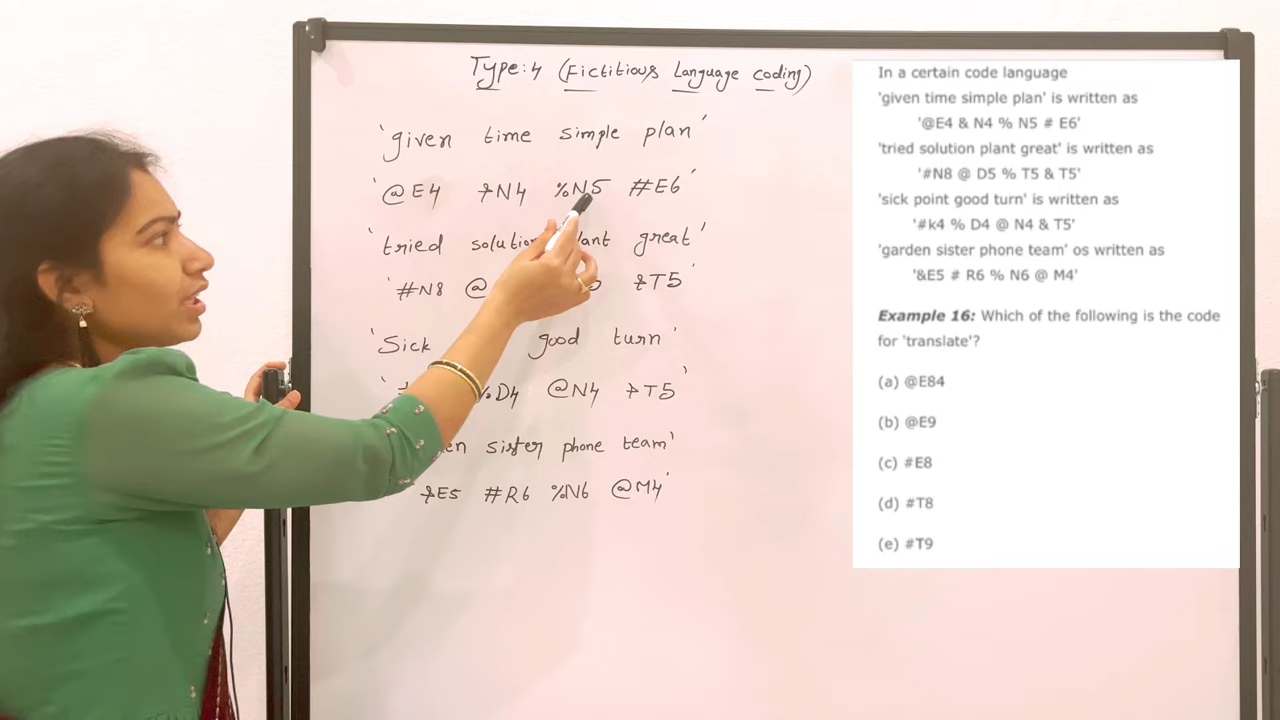 Type:4 (Fictitious Language coding)
'given time simple plan'
'@E4 &N4 %N5 #E6'
'tried great'
'#N8 @ &T5'
'Sick good turn'
%D4 @N4 &T5'
sister phone team'
&E5 #R6 %N6 @M4'
In a certain code language
'given time simple plan' is written as
'@E4 & N4 % N5 # E6'
'tried solution plant great' is written as
'#N8 @ D5 % T5 & T5'
'sick point good turn' is written as
'#k4 % D4 @ N4 & T5'
'garden sister phone team' os written as
'&E5 # R6 % N6 @ M4'
Example 16: Which of the following is the code
for 'translate'?
(a) @E84
(b) @E9
(c) #E8
(d) #T8
(e) #T9